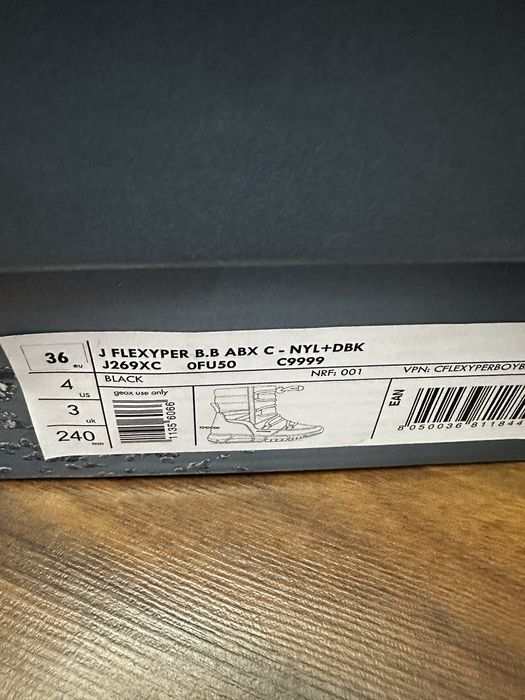 36 eu
J FLEXYPER B.B ABX C - NYL+DBK
J269XC 0FU50 C9999
BLACK NRF: 001 VPN: CFLEXYPERBOYB
4 US
geox use only
3 uk
240 mm
11356066
EAN
8 050036 811844